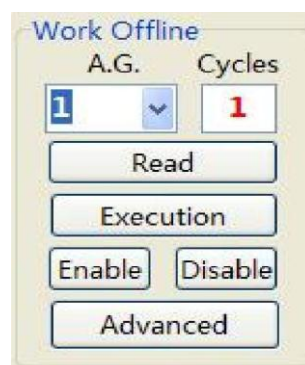 Work Offline
A.G. Cycles
1 1
Read
Execution
Enable Disable
Advanced